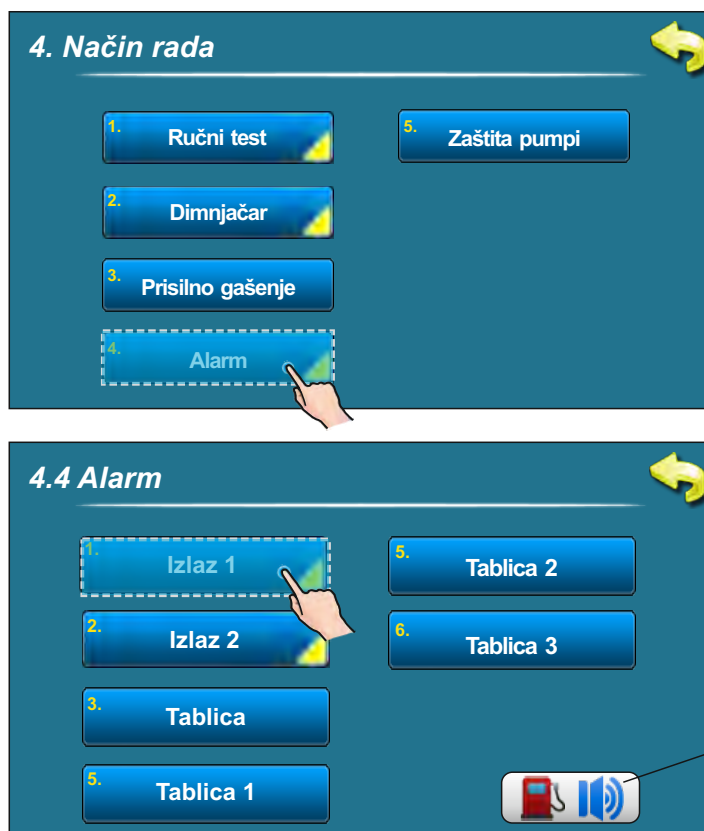 4. Način rada
1. Ručni test
2. Dimnjačar
3. Prisilno gašenje
4. Alarm
5. Zaštita pumpi
4.4 Alarm
1. Izlaz 1
2. Izlaz 2
3. Tablica
5. Tablica 1
5. Tablica 2
6. Tablica 3